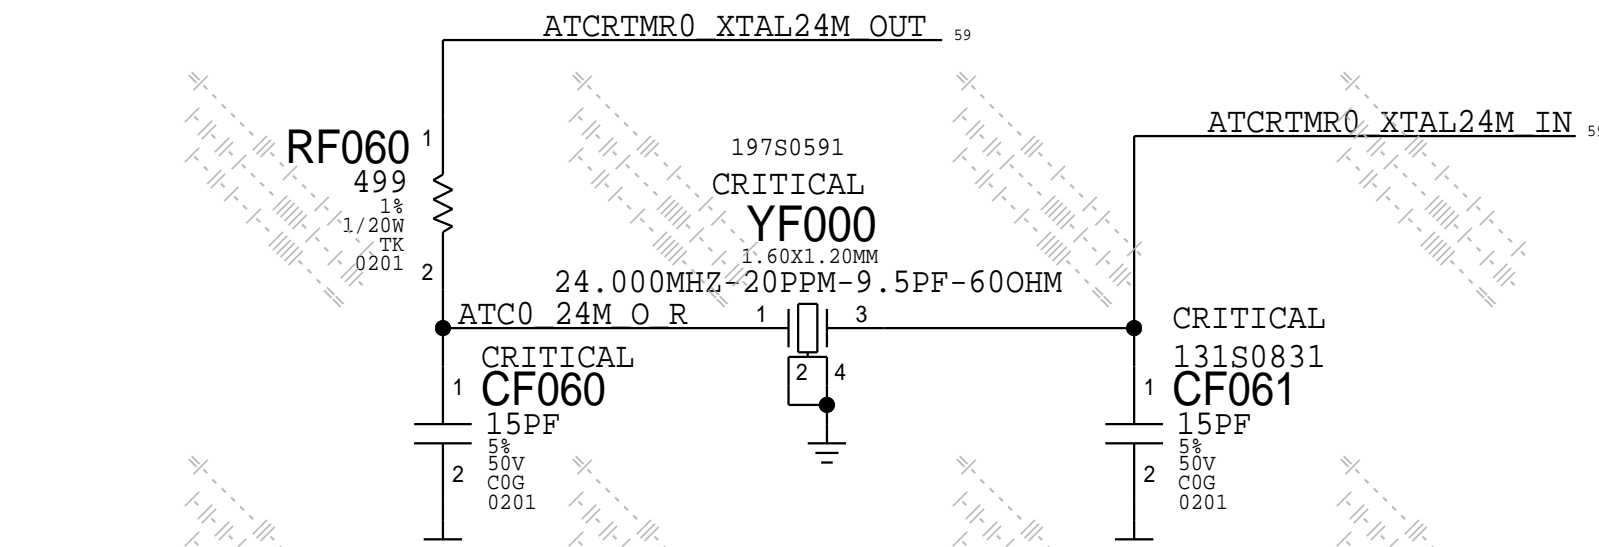 ATCRTMR0_XTAL24M_OUT 59
ATCRTMR0_XTAL24M_IN 59
RF060 1
499
1%
1/20W
TK
0201
2
197S0591
CRITICAL
YF000
1.60X1.20MM
24.000MHZ-20PPM-9.5PF-60OHM
ATC0_24M_O_R 1 3
2 4
CRITICAL
1 CF060
15PF
5%
50V
2 C0G
0201
CRITICAL
131S0831
1 CF061
15PF
5%
50V
2 C0G
0201